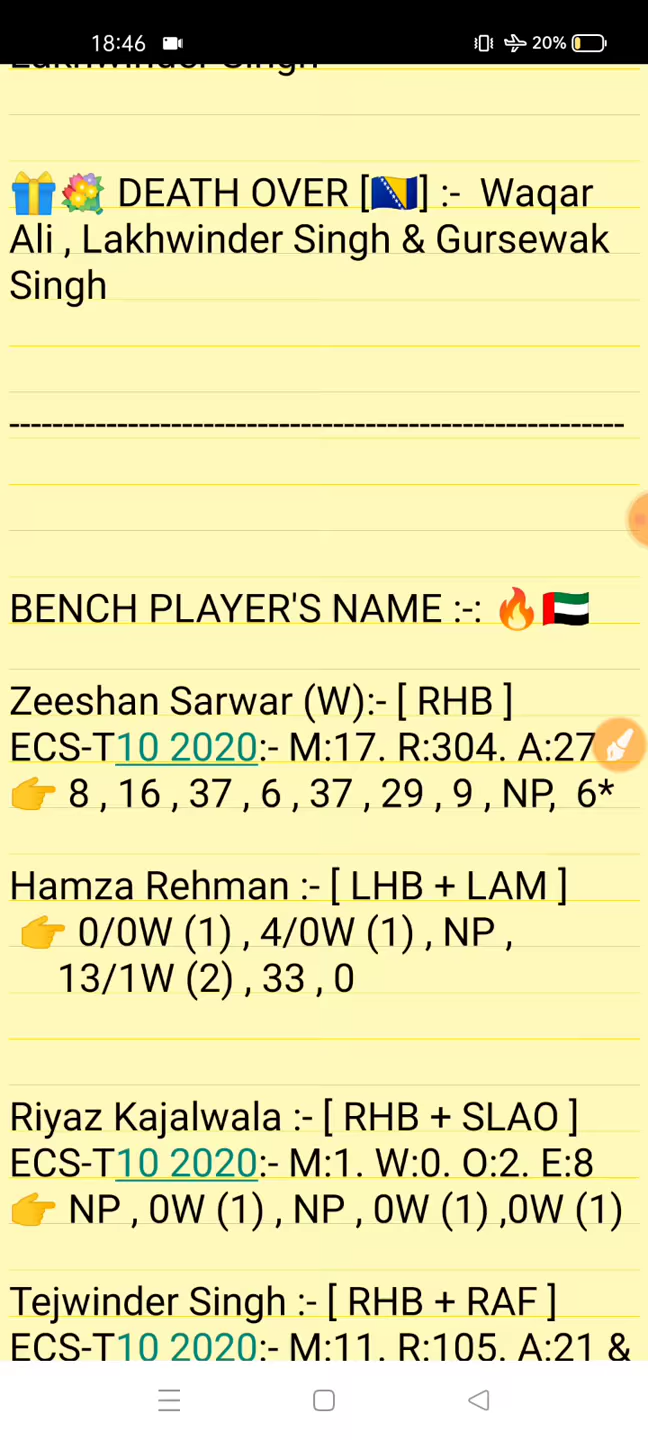 18:46 20%
Lakhwinder Singh
🎁💐 DEATH OVER [🇧🇦] :- Waqar
Ali , Lakhwinder Singh & Gursewak
Singh
---------------------------------------------------------
BENCH PLAYER'S NAME :-: 🔥🇦🇪
Zeeshan Sarwar (W):- [ RHB ]
ECS-T10 2020:- M:17. R:304. A:27
👉 8 , 16 , 37 , 6 , 37 , 29 , 9 , NP, 6*
Hamza Rehman :- [ LHB + LAM ]
👉 0/0W (1) , 4/0W (1) , NP ,
13/1W (2) , 33 , 0
Riyaz Kajalwala :- [ RHB + SLAO ]
ECS-T10 2020:- M:1. W:0. O:2. E:8
👉 NP , 0W (1) , NP , 0W (1) ,0W (1)
Tejwinder Singh :- [ RHB + RAF ]
ECS-T10 2020:- M:11. R:105. A:21 &